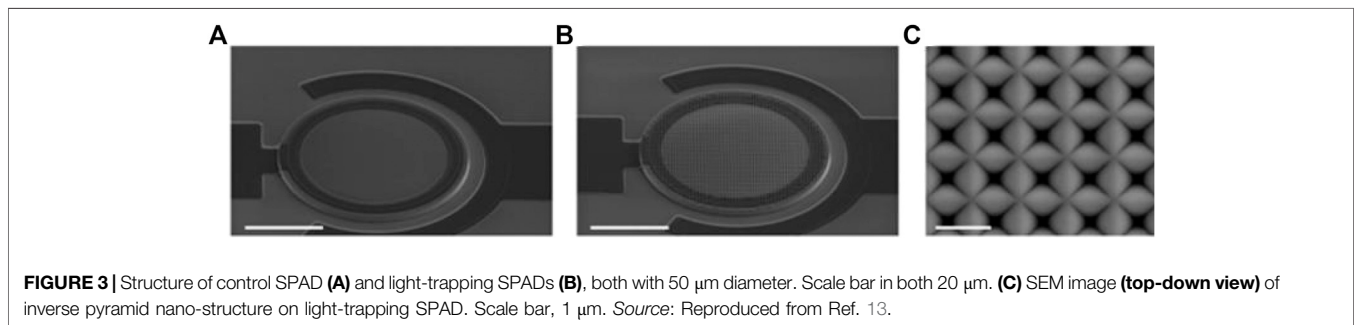 A B C
FIGURE 3 | Structure of control SPAD (A) and light-trapping SPADs (B), both with 50 μm diameter. Scale bar in both 20 μm. (C) SEM image (top-down view) of
inverse pyramid nano-structure on light-trapping SPAD. Scale bar, 1 μm. Source: Reproduced from Ref. 13.